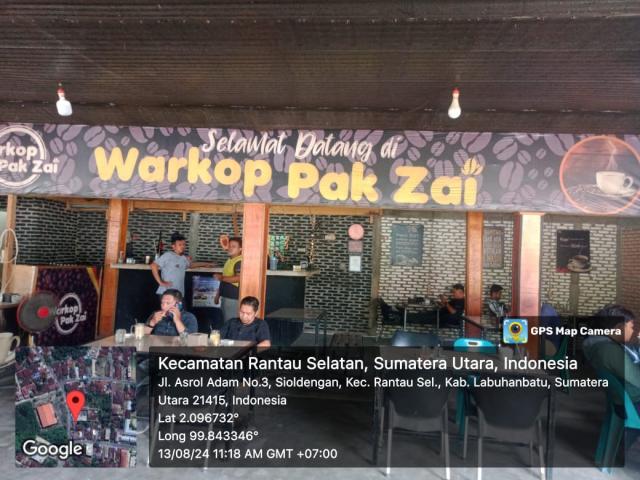 Selamat Datang di
Warkop Pak Zai
arkop
Pak Zai
Warkop
Pak Zai
GPS Map Camera
Kecamatan Rantau Selatan, Sumatera Utara, Indonesia
Jl. Asrol Adam No.3, Sioldengan, Kec. Rantau Sel., Kab. Labuhanbatu, Sumatera
Utara 21415, Indonesia
Lat 2.096732°
Long 99.843346°
13/08/24 11:18 AM GMT +07:00
Google